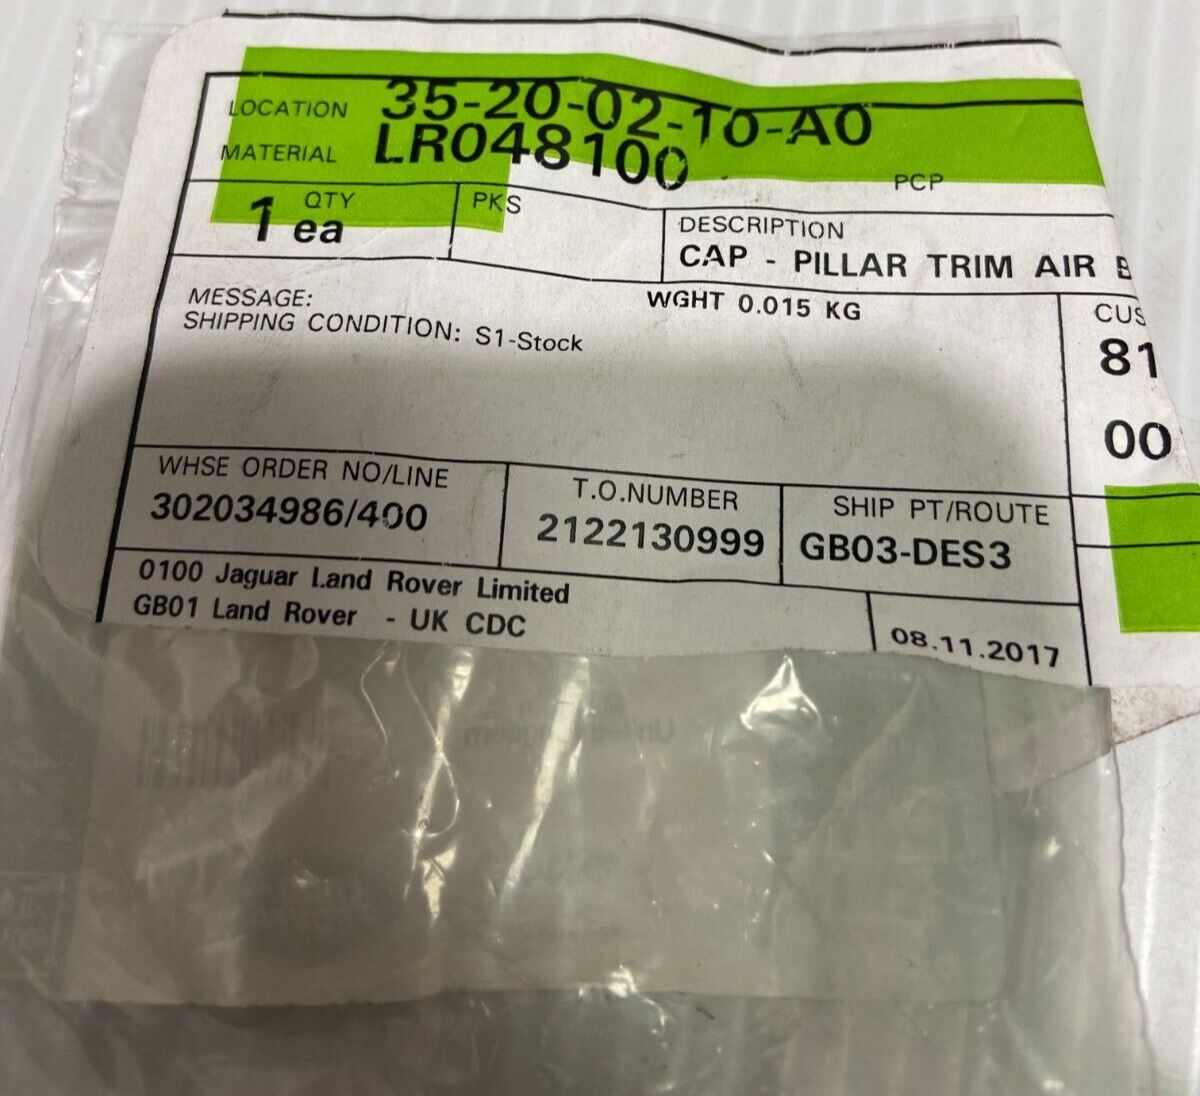 LOCATION 35-20-02-10-A0
MATERIAL LR048100
PCP
QTY
1 ea
PKS
DESCRIPTION
CAP - PILLAR TRIM AIR
MESSAGE:
WGHT 0.015 KG
SHIPPING CONDITION: S1-Stock
CUS
81
00
WHSE ORDER NO/LINE
302034986/400
T.O.NUMBER
2122130999
SHIP PT/ROUTE
GB03-DES3
0100 Jaguar Land Rover Limited
GB01 Land Rover - UK CDC
08.11.2017
United Kingdom